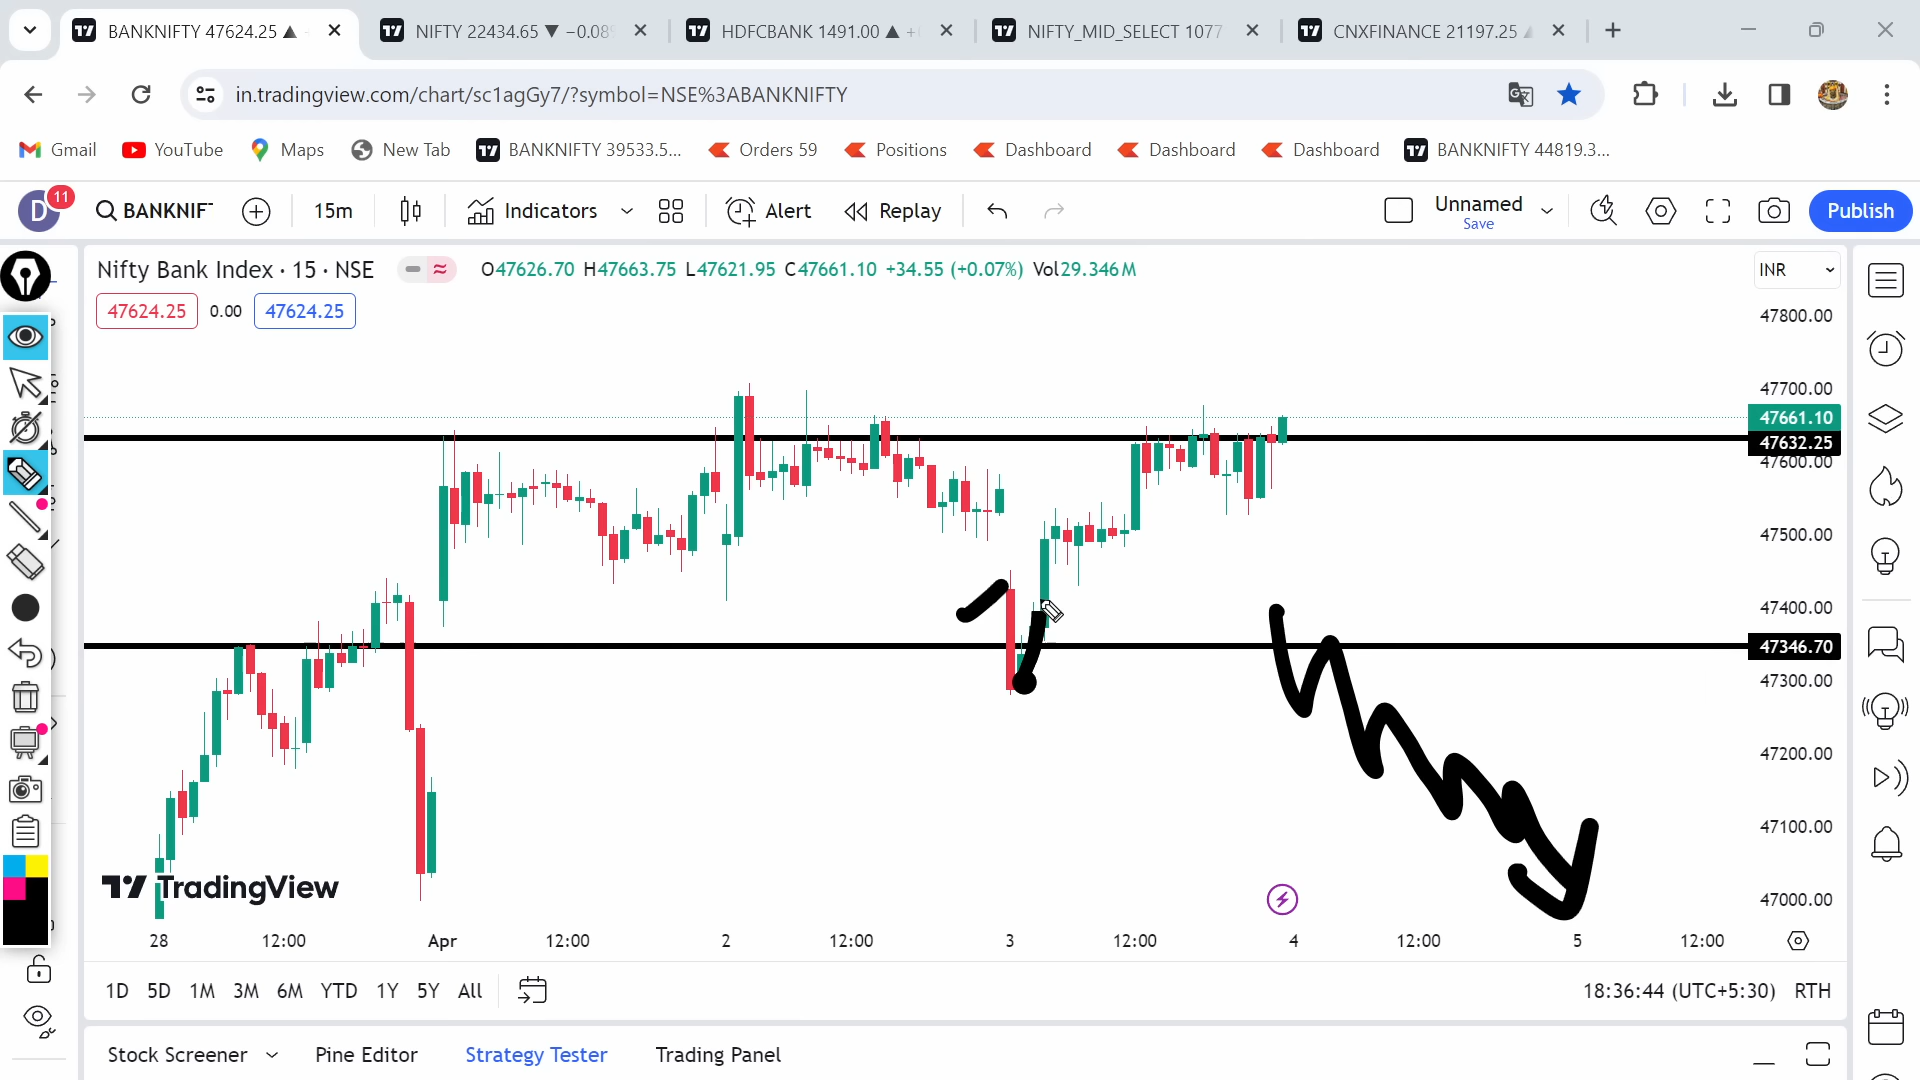 BANKNIFTY 47624.25 ▲
NIFTY 22434.65 ▼ −0.08
HDFCBANK 1491.00 ▲ +
NIFTY_MID_SELECT 1077
CNXFINANCE 21197.25
in.tradingview.com/chart/sc1agGy7/?symbol=NSE%3ABANKNIFTY
Gmail
YouTube
Maps
New Tab
BANKNIFTY 39533.5...
Orders 59
Positions
Dashboard
Dashboard
Dashboard
BANKNIFTY 44819.3...
D
11
BANKNIF
15m
Indicators
Alert
Replay
Unnamed
Save
Publish
Nifty Bank Index · 15 · NSE
O47626.70 H47663.75 L47621.95 C47661.10 +34.55 (+0.07%) Vol29.346M
INR
47624.25
0.00
47624.25
47800.00
47700.00
47661.10
47632.25
47600.00
47500.00
47400.00
47346.70
47300.00
47200.00
47100.00
47000.00
TradingView
28
12:00
Apr
12:00
2
12:00
3
12:00
4
12:00
5
12:00
1D
5D
1M
3M
6M
YTD
1Y
5Y
All
18:36:44 (UTC+5:30)
RTH
Stock Screener
Pine Editor
Strategy Tester
Trading Panel